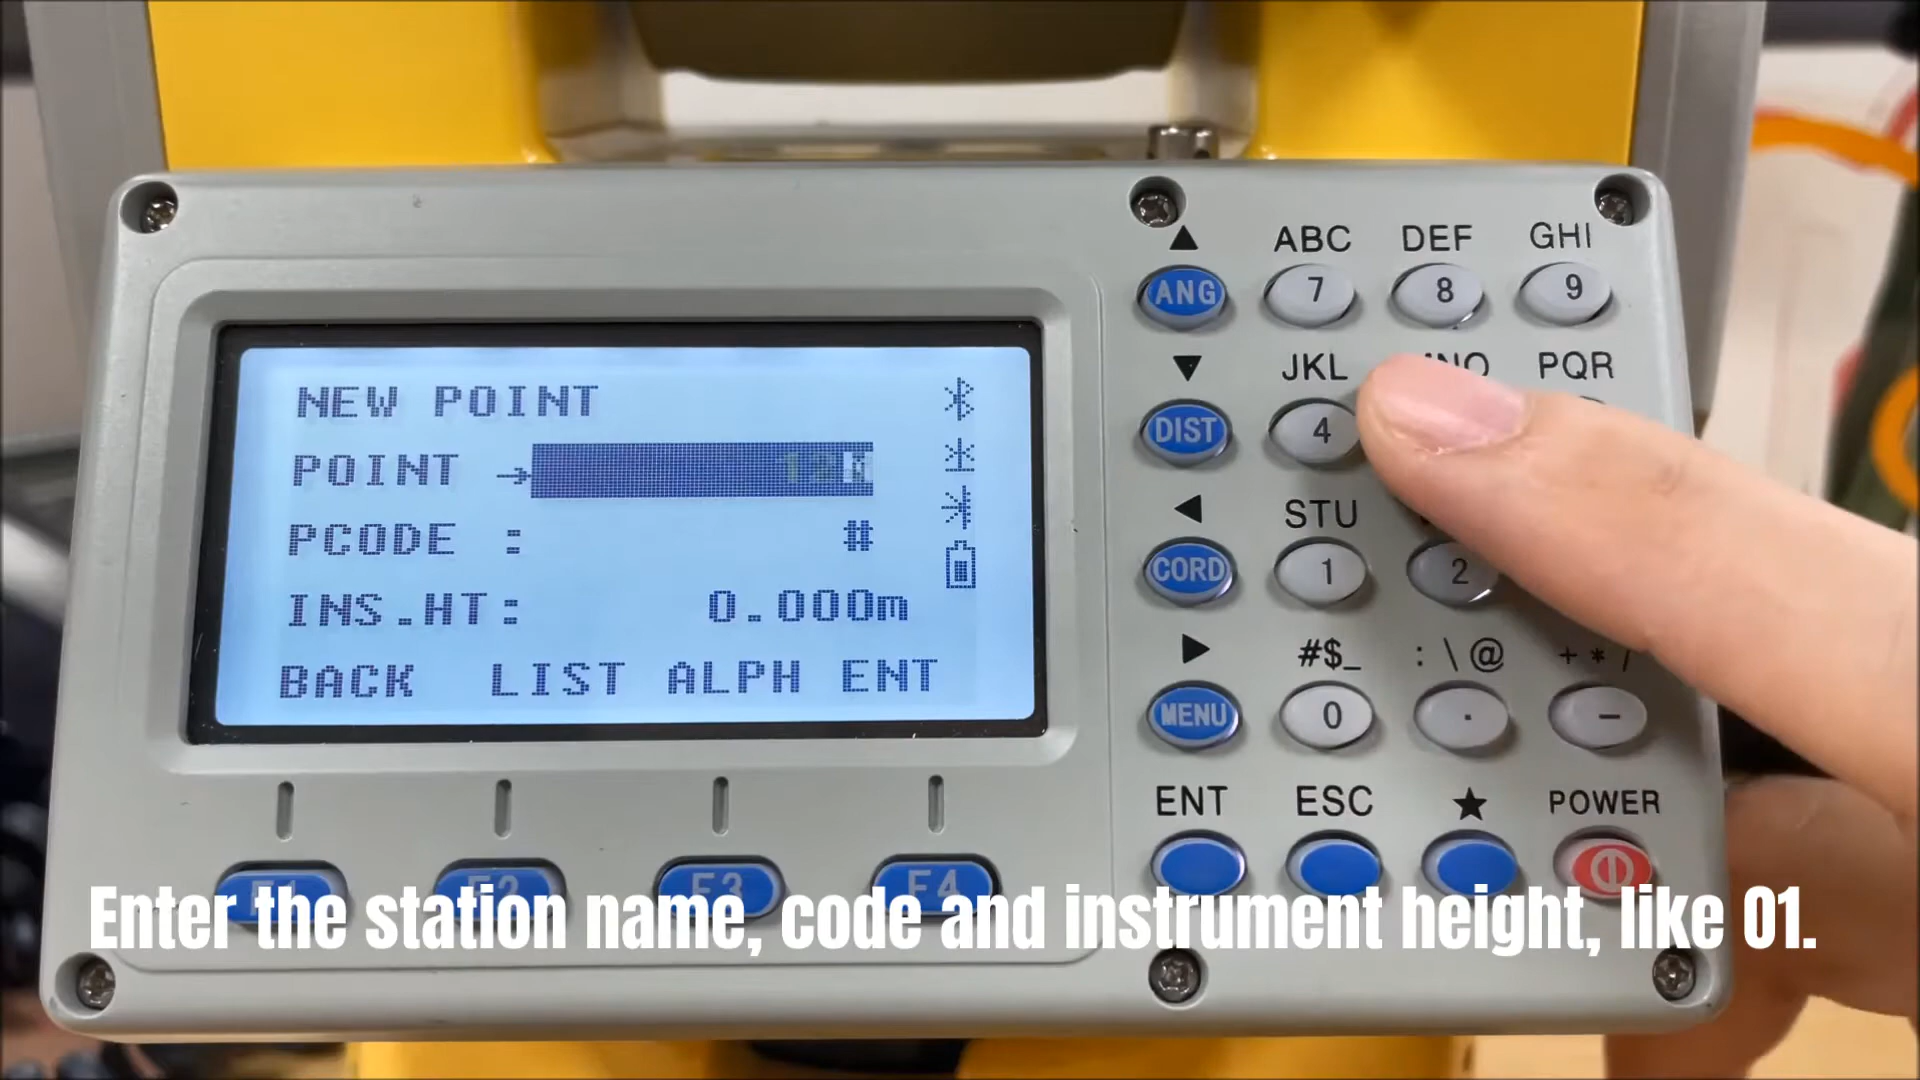 NEW POINT
POINT →
PCODE : #
INS.HT: 0.000m
BACK LIST ALPH ENT
F1 F2 F3 F4
▲ ABC DEF GHI
ANG 7 8 9
▼ JKL PQR
DIST 4
◀ STU
CORD 1 2
▶ #$_ :\@ +*/
MENU 0 . −
ENT ESC ★ POWER
Enter the station name, code and instrument height, like 01.